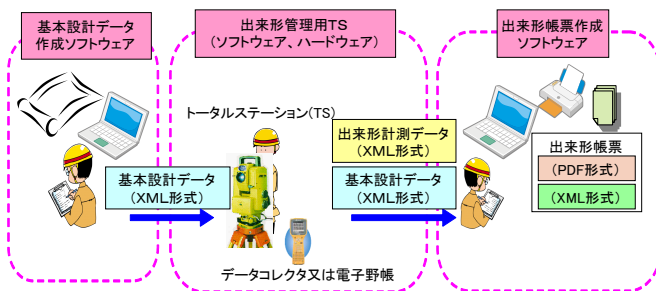 基本設計データ
作成ソフトウェア
出来形管理用TS
(ソフトウェア、ハードウェア)
出来形帳票作成
ソフトウェア
トータルステーション(TS)
基本設計データ
(XML形式)
出来形計測データ
(XML形式)
基本設計データ
(XML形式)
データコレクタ又は電子野帳
出来形帳票
(PDF形式)
(XML形式)